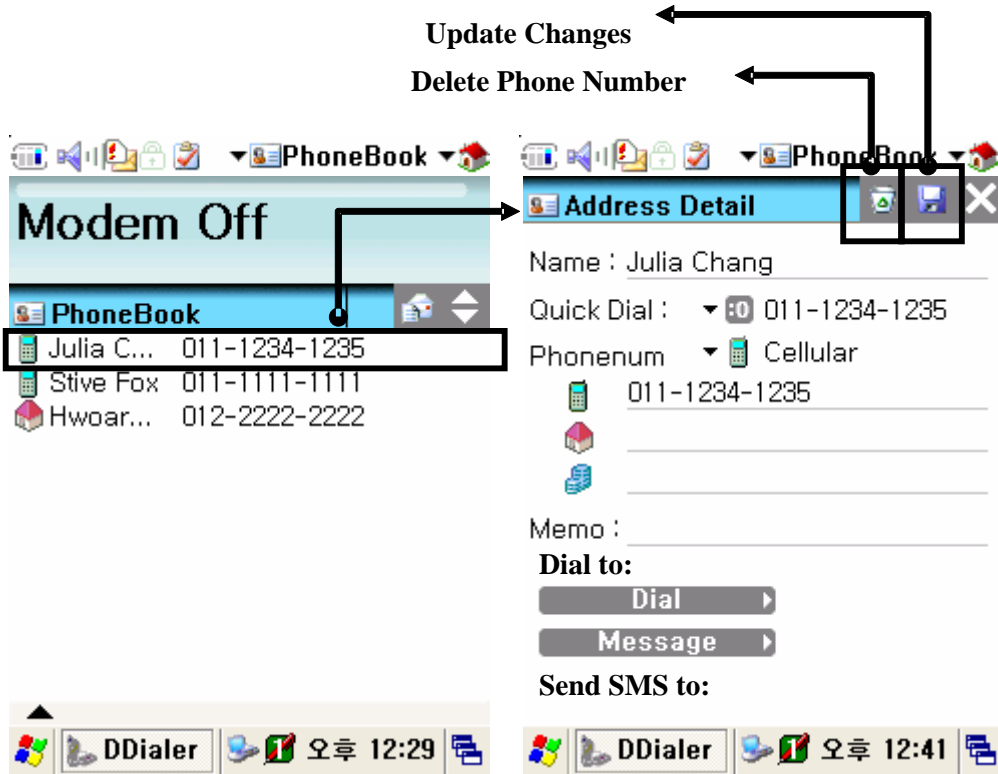 Update Changes
Delete Phone Number
PhoneBook
Modem Off
PhoneBook
Julia C... 011-1234-1235
Stive Fox 011-1111-1111
Hwoar... 012-2222-2222
DDialer 오후 12:29
PhoneBook
Address Detail
Name : Julia Chang
Quick Dial : :0 011-1234-1235
Phonenum Cellular
011-1234-1235
Memo :
Dial to:
Dial
Message
Send SMS to:
DDialer 오후 12:41